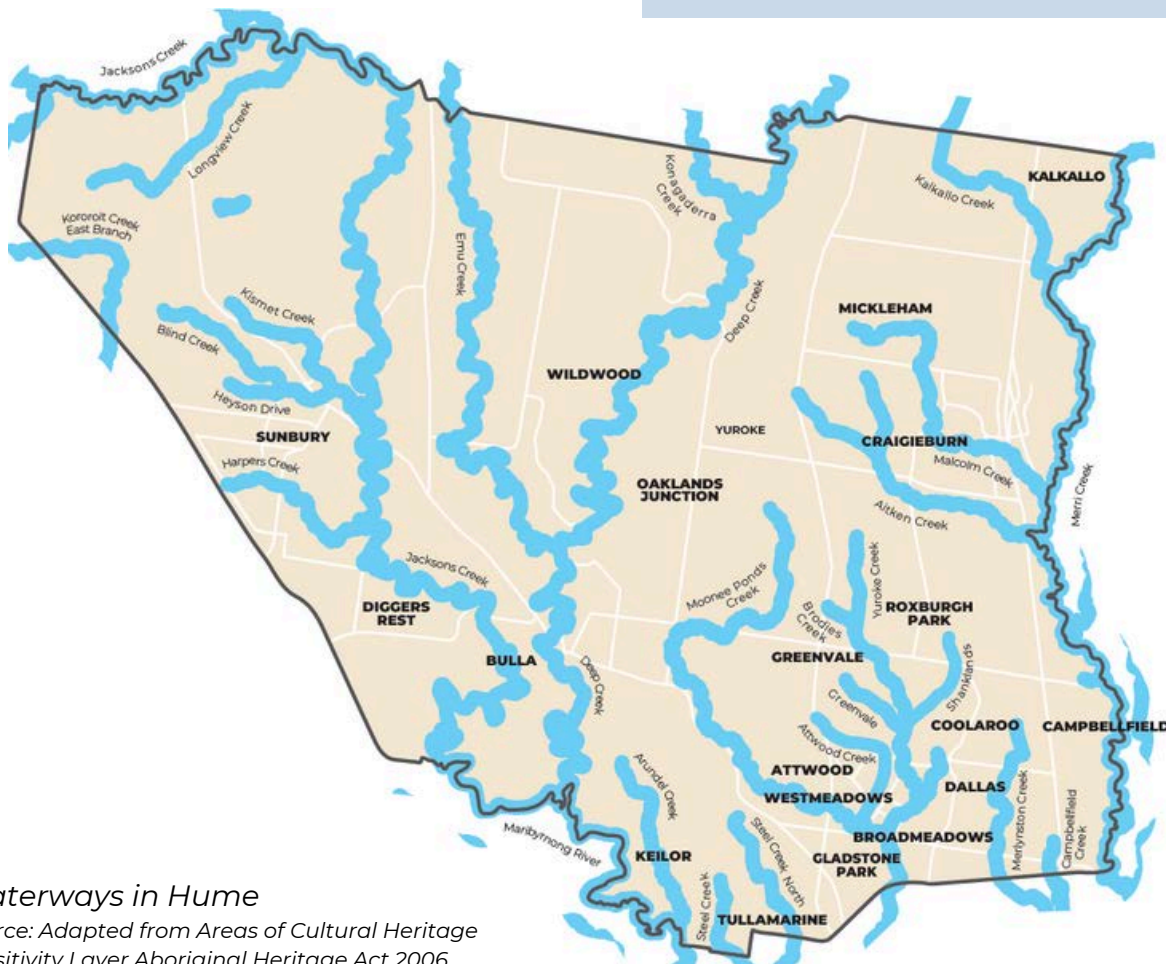 Jacksons Creek
Longview Creek
Kororoit Creek
East Branch
Konagaderra
Creek
Kalkallo Creek
KALKALLO
Emu Creek
Kismet Creek
Blind Creek
Deep Creek
MICKLEHAM
WILDWOOD
Heyson Drive
SUNBURY
YUROKE
CRAIGIEBURN
Malcolm Creek
Harpers Creek
OAKLANDS
JUNCTION
Merri Creek
Aitken Creek
Jacksons Creek
Moonee Ponds
Creek
Yuroke Creek
DIGGERS
REST
Brodies
Creek
ROXBURGH
PARK
BULLA
GREENVALE
Shanklands
Deep Creek
Greenvale
COOLAROO
CAMPBELLFIELD
Attwood Creek
ATTWOOD
Arundel Creek
WESTMEADOWS
DALLAS
Merlynston Creek
Campbellfield
Creek
Maribyrnong River
Steel Creek North
BROADMEADOWS
KEILOR
GLADSTONE
PARK
Steel Creek
TULLAMARINE
aterways in Hume
rce: Adapted from Areas of Cultural Heritage
sitivity Layer Aboriginal Heritage Act 2006